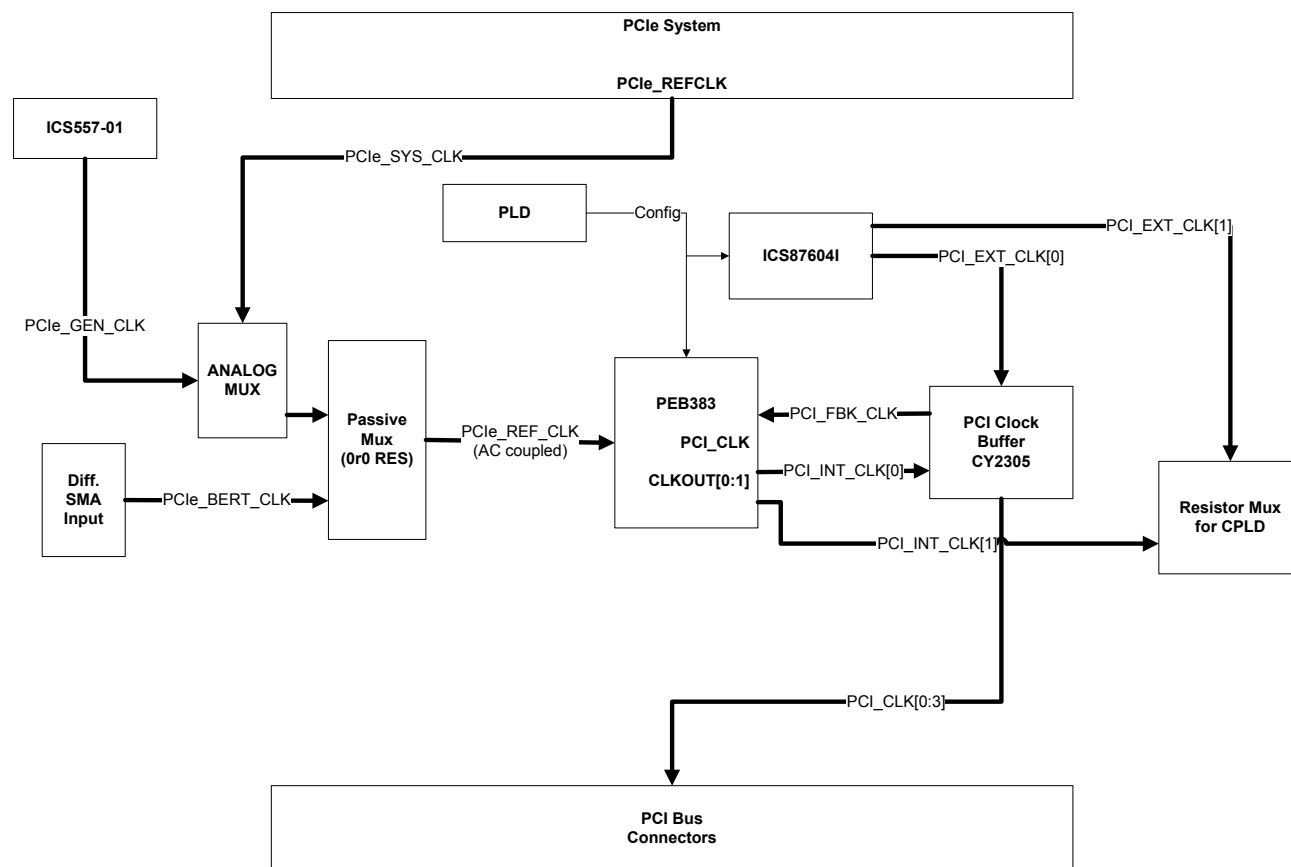 PCIe System
PCIe_REFCLK
ICS557-01
PCIe_SYS_CLK
PLD
Config
ICS87604I
PCI_EXT_CLK[1]
PCI_EXT_CLK[0]
PCIe_GEN_CLK
ANALOG
MUX
Passive
Mux
(0r0 RES)
PCIe_REF_CLK
(AC coupled)
PEB383
PCI_CLK
CLKOUT[0:1]
PCI_FBK_CLK
PCI_INT_CLK[0]
PCI Clock
Buffer
CY2305
Diff.
SMA
Input
PCIe_BERT_CLK
PCI_INT_CLK[1]
Resistor Mux
for CPLD
PCI_CLK[0:3]
PCI Bus
Connectors